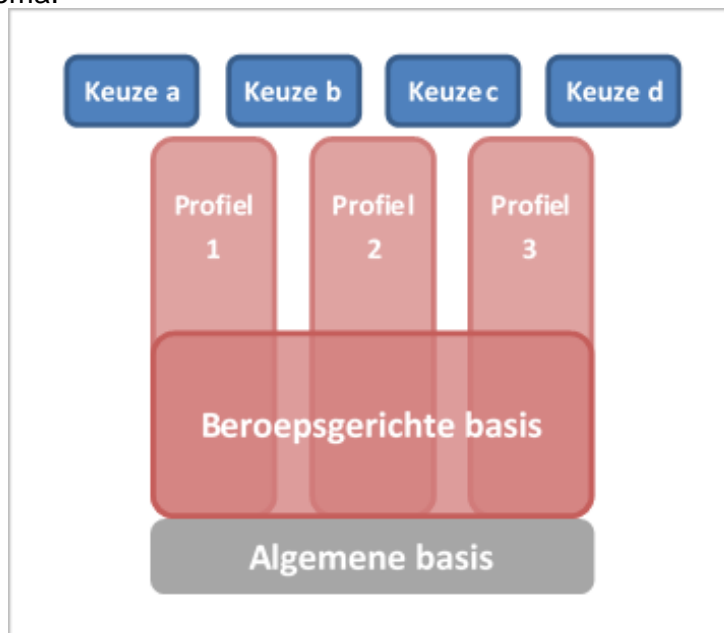 Keuze a
Keuze b
Keuze c
Keuze d
Profiel
1
Profiel
2
Profiel
3
Beroepsgerichte basis
Algemene basis